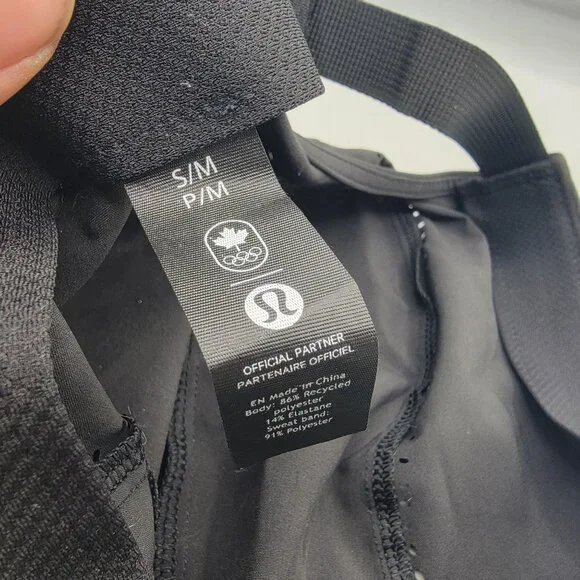 S/M
P/M
OFFICIAL PARTNER
PARTENAIRE OFFICIEL
EN Made in China
Body: 86% Recycled
polyester
14% Elastane
Sweat band:
91% Polyester